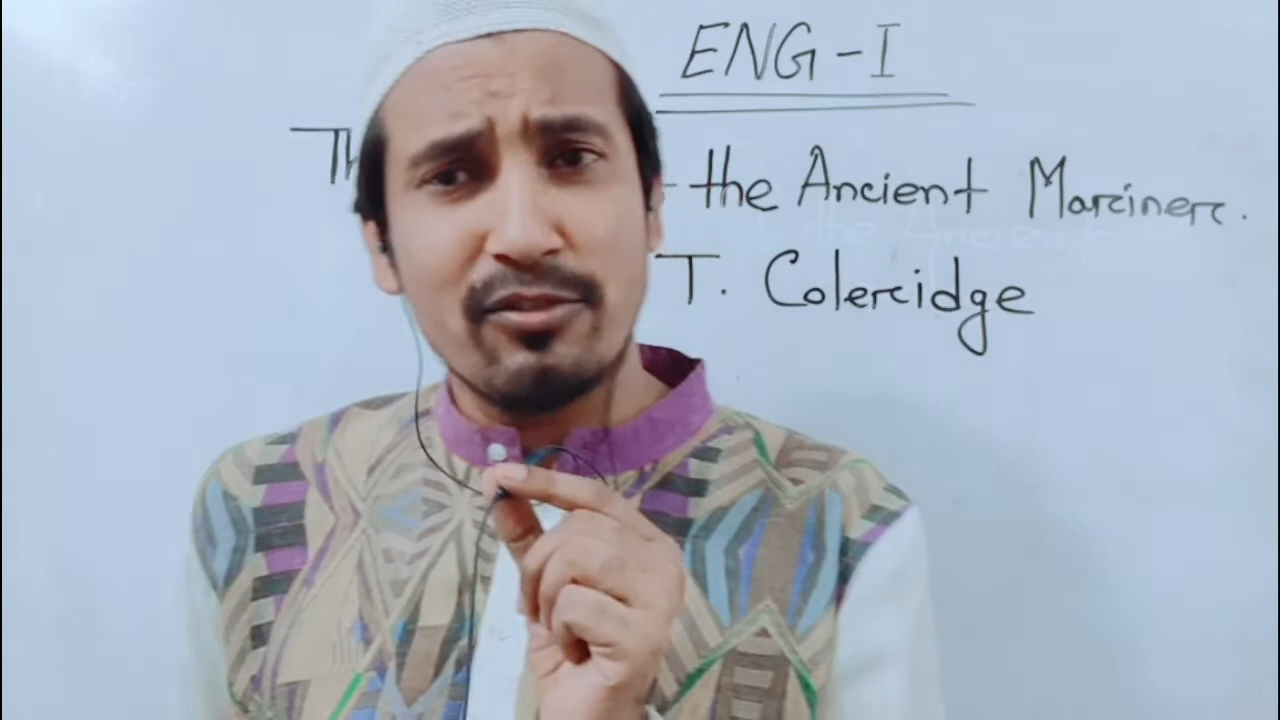 ENG-I
Th - the Ancient Mariner.
T. Coleridge